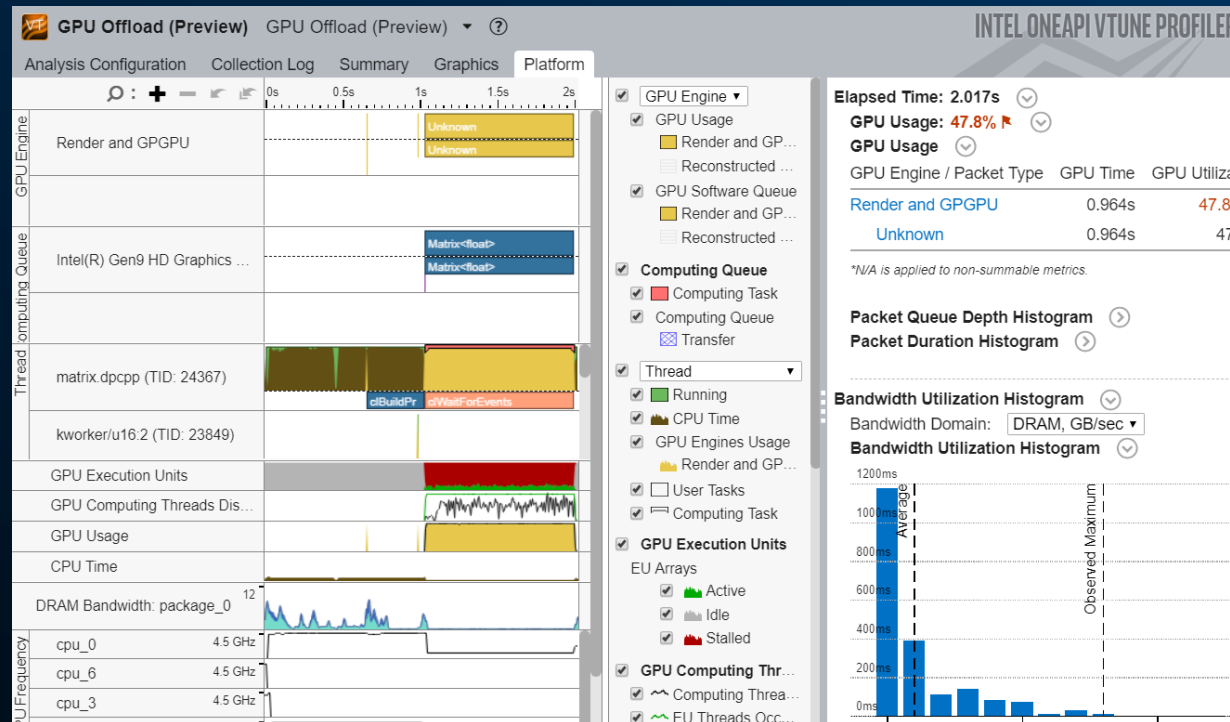 GPU Offload (Preview) GPU Offload (Preview)
INTEL ONEAPI VTUNE PROFILER
Analysis Configuration Collection Log Summary Graphics Platform
0s 0.5s 1s 1.5s 2s
GPU Engine
Render and GPGPU
Unknown
Unknown
omputing Queue
Intel(R) Gen9 HD Graphics ...
Matrix<float>
Matrix<float>
Thread
matrix.dpcpp (TID: 24367)
clBuildPr clWaitForEvents
kworker/u16:2 (TID: 23849)
GPU Execution Units
GPU Computing Threads Dis...
GPU Usage
CPU Time
DRAM Bandwidth: package_0 12
PU Frequency
cpu_0 4.5 GHz
cpu_6 4.5 GHz
cpu_3 4.5 GHz
GPU Engine
GPU Usage
Render and GP...
Reconstructed ...
GPU Software Queue
Render and GP...
Reconstructed ...
Computing Queue
Computing Task
Computing Queue
Transfer
Thread
Running
CPU Time
GPU Engines Usage
Render and GP...
User Tasks
Computing Task
GPU Execution Units
EU Arrays
Active
Idle
Stalled
GPU Computing Thr...
Computing Threa...
EU Threads Occ...
Elapsed Time: 2.017s
GPU Usage: 47.8%
GPU Usage
GPU Engine / Packet Type GPU Time GPU Utiliza
Render and GPGPU 0.964s 47.8
Unknown 0.964s 47
*N/A is applied to non-summable metrics.
Packet Queue Depth Histogram
Packet Duration Histogram
Bandwidth Utilization Histogram
Bandwidth Domain: DRAM, GB/sec
Bandwidth Utilization Histogram
1200ms
1000ms
800ms
600ms
400ms
200ms
0ms
Average
Observed Maximum